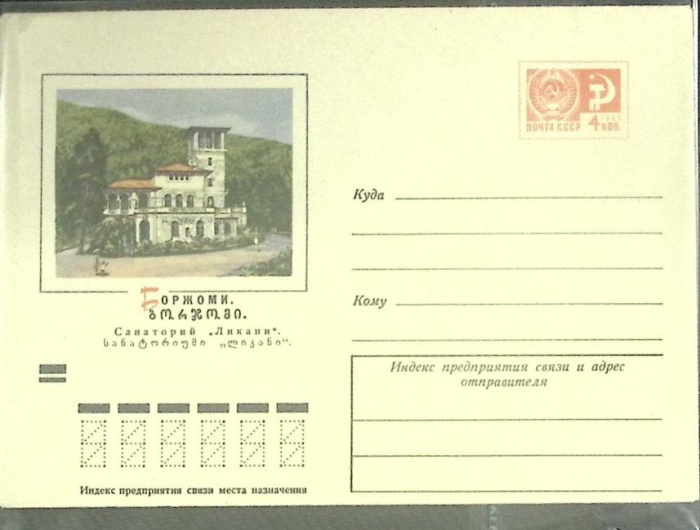 ПОЧТА СССР 4 КОП.
Куда
Кому
БОРЖОМИ.
ბორჯომი.
Санаторий „Ликани“.
სანატორიუმი „ლიკანი“.
Индекс предприятия связи и адрес
отправителя
Индекс предприятия связи места назначения